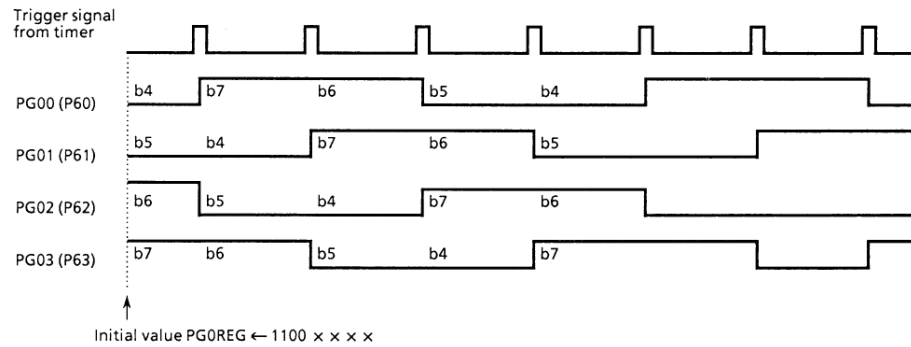 Trigger signal
from timer
PG00 (P60) b4 b7 b6 b5 b4
PG01 (P61) b5 b4 b7 b6 b5
PG02 (P62) b6 b5 b4 b7 b6
PG03 (P63) b7 b6 b5 b4 b7
Initial value PG0REG ← 1100 × × × ×